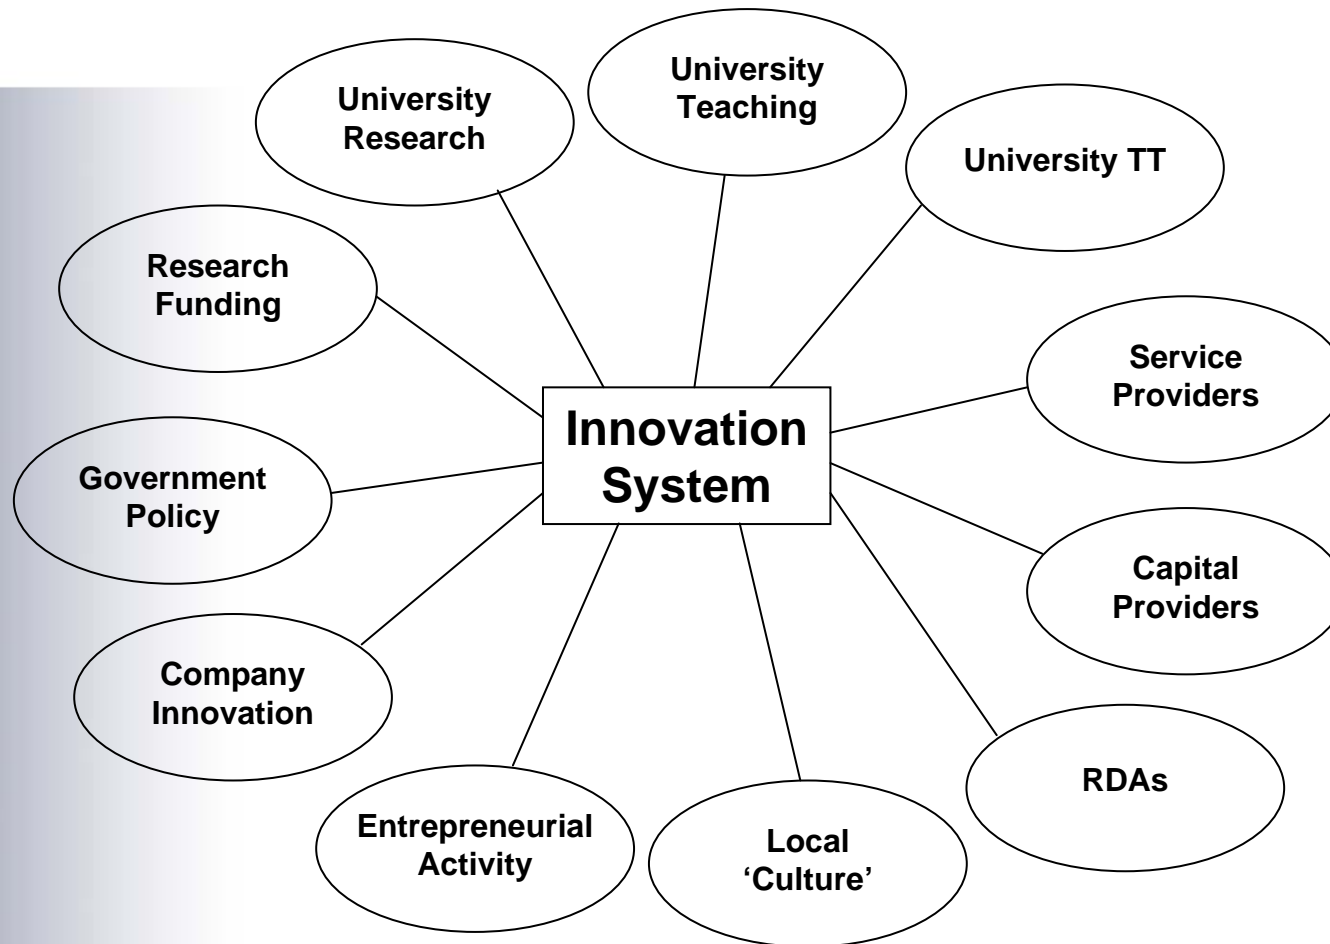 University
Teaching
University
Research
University TT
Research
Funding
Service
Providers
Innovation
System
Government
Policy
Capital
Providers
Company
Innovation
RDAs
Entrepreneurial
Activity
Local
‘Culture’